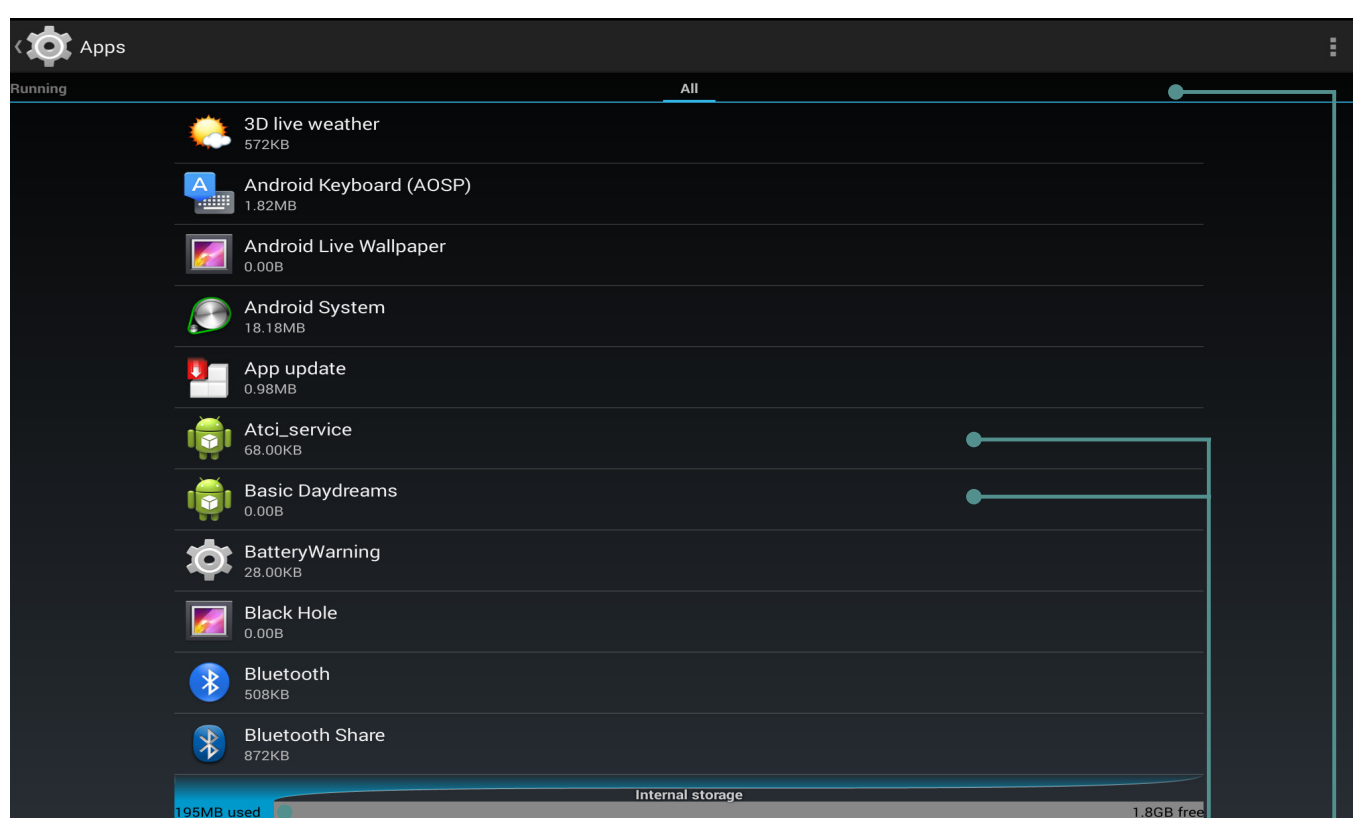 Apps
Running
All
3D live weather
572KB
Android Keyboard (AOSP)
1.82MB
Android Live Wallpaper
0.00B
Android System
18.18MB
App update
0.98MB
Atci_service
68.00KB
Basic Daydreams
0.00B
BatteryWarning
28.00KB
Black Hole
0.00B
Bluetooth
508KB
Bluetooth Share
872KB
Internal storage
195MB used 1.8GB free